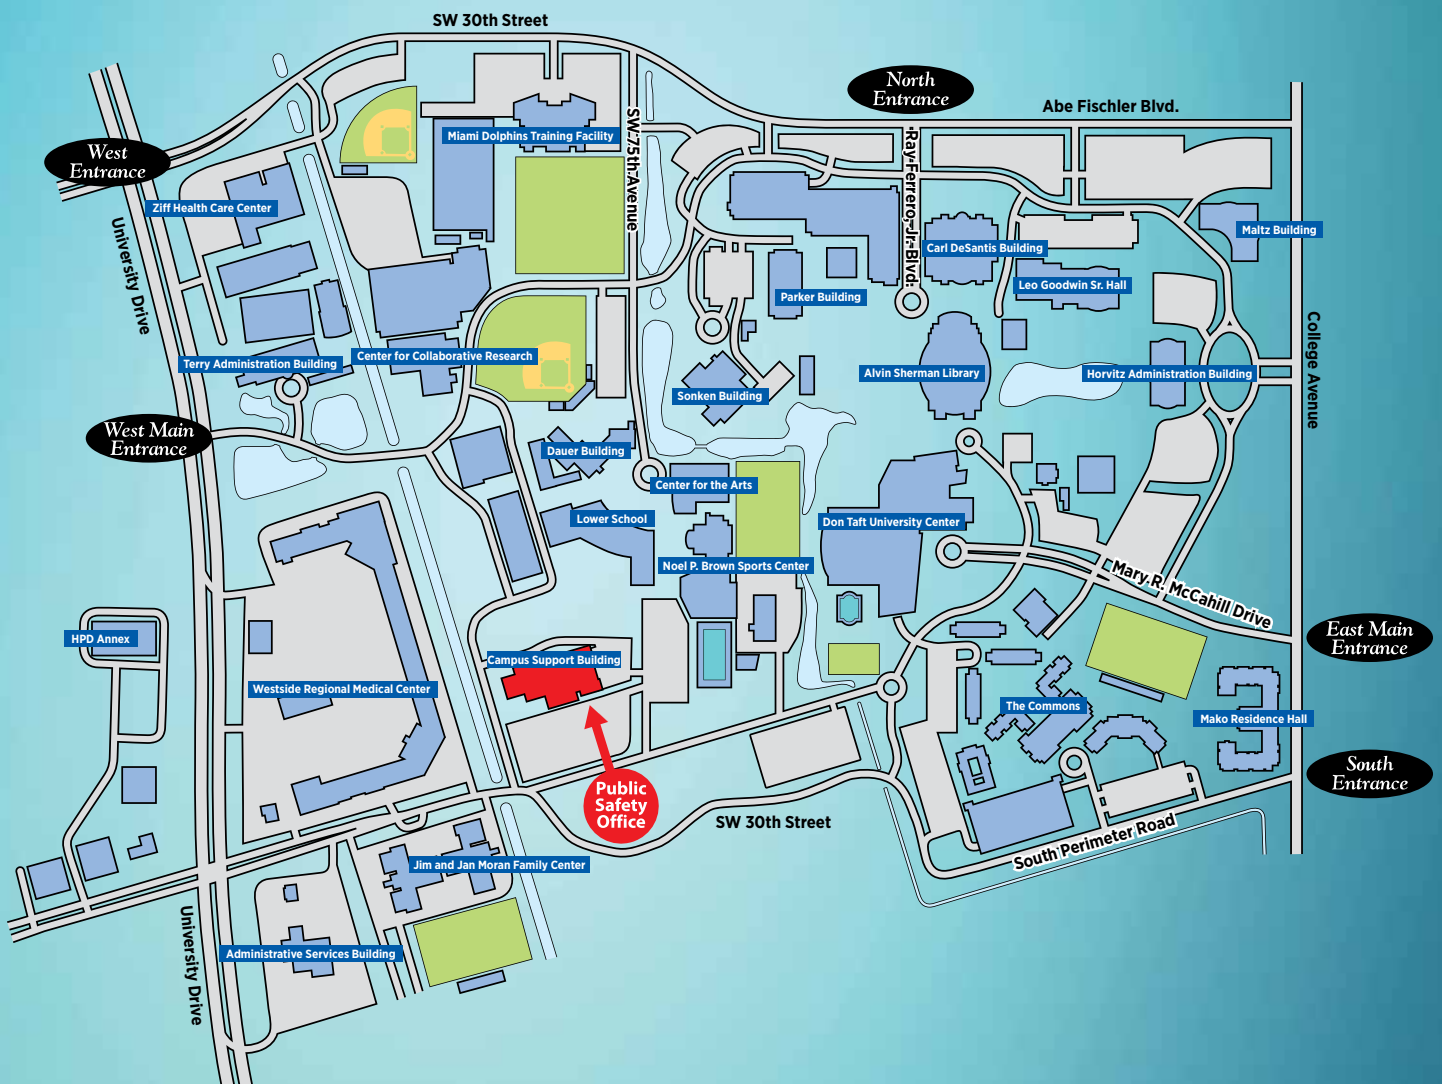 SW 30th Street
North
Entrance
Abe Fischler Blvd.
Miami Dolphins Training Facility
SW 75th Avenue
Ray Ferrero, Jr. Blvd.
West
Entrance
Ziff Health Care Center
University Drive
Maltz Building
Carl DeSantis Building
Leo Goodwin Sr. Hall
Parker Building
College Avenue
Terry Administration Building
Center for Collaborative Research
Alvin Sherman Library
Horvitz Administration Building
Sonken Building
West Main
Entrance
Dauer Building
Center for the Arts
Lower School
Don Taft University Center
Noel P. Brown Sports Center
Mary R. McCahill Drive
HPD Annex
East Main
Entrance
Campus Support Building
Westside Regional Medical Center
The Commons
Mako Residence Hall
South
Entrance
Public
Safety
Office
SW 30th Street
South Perimeter Road
Jim and Jan Moran Family Center
University Drive
Administrative Services Building